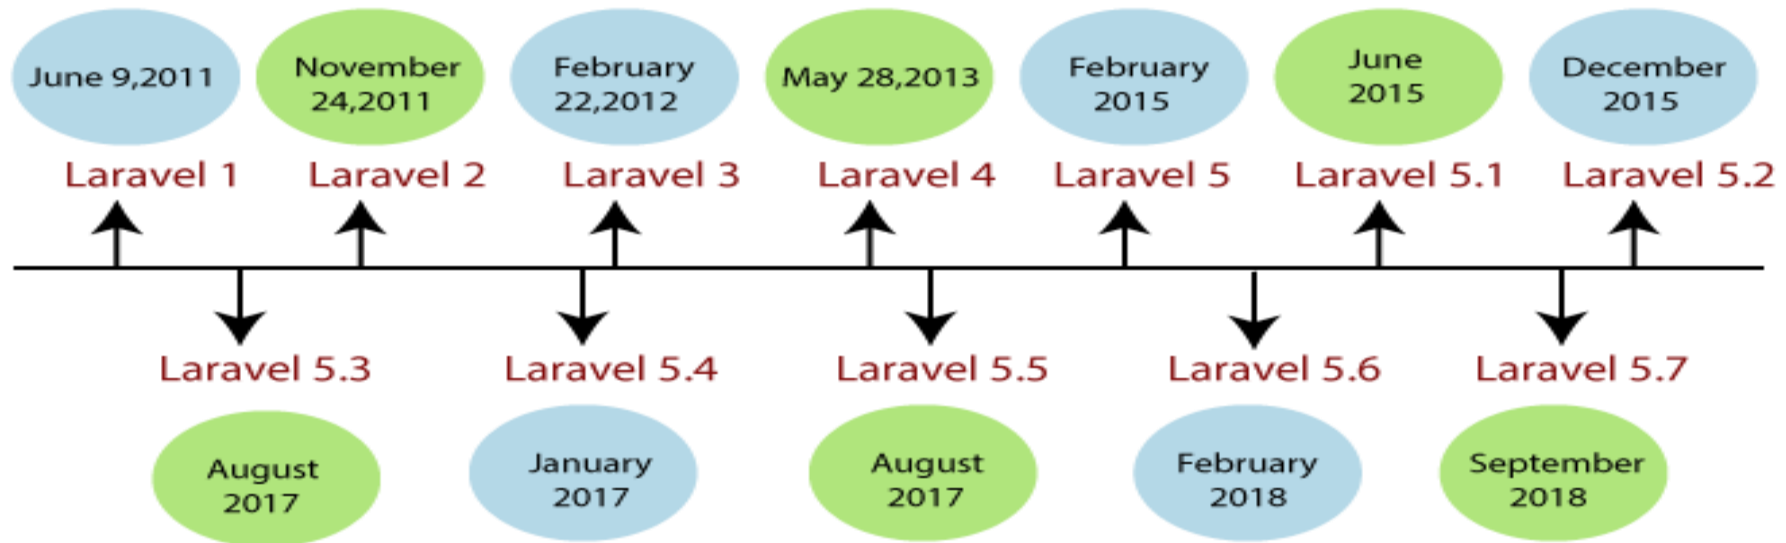 June 9,2011
November
24,2011
February
22,2012
May 28,2013
February
2015
June
2015
December
2015
Laravel 1
Laravel 2
Laravel 3
Laravel 4
Laravel 5
Laravel 5.1
Laravel 5.2
Laravel 5.3
Laravel 5.4
Laravel 5.5
Laravel 5.6
Laravel 5.7
August
2017
January
2017
August
2017
February
2018
September
2018